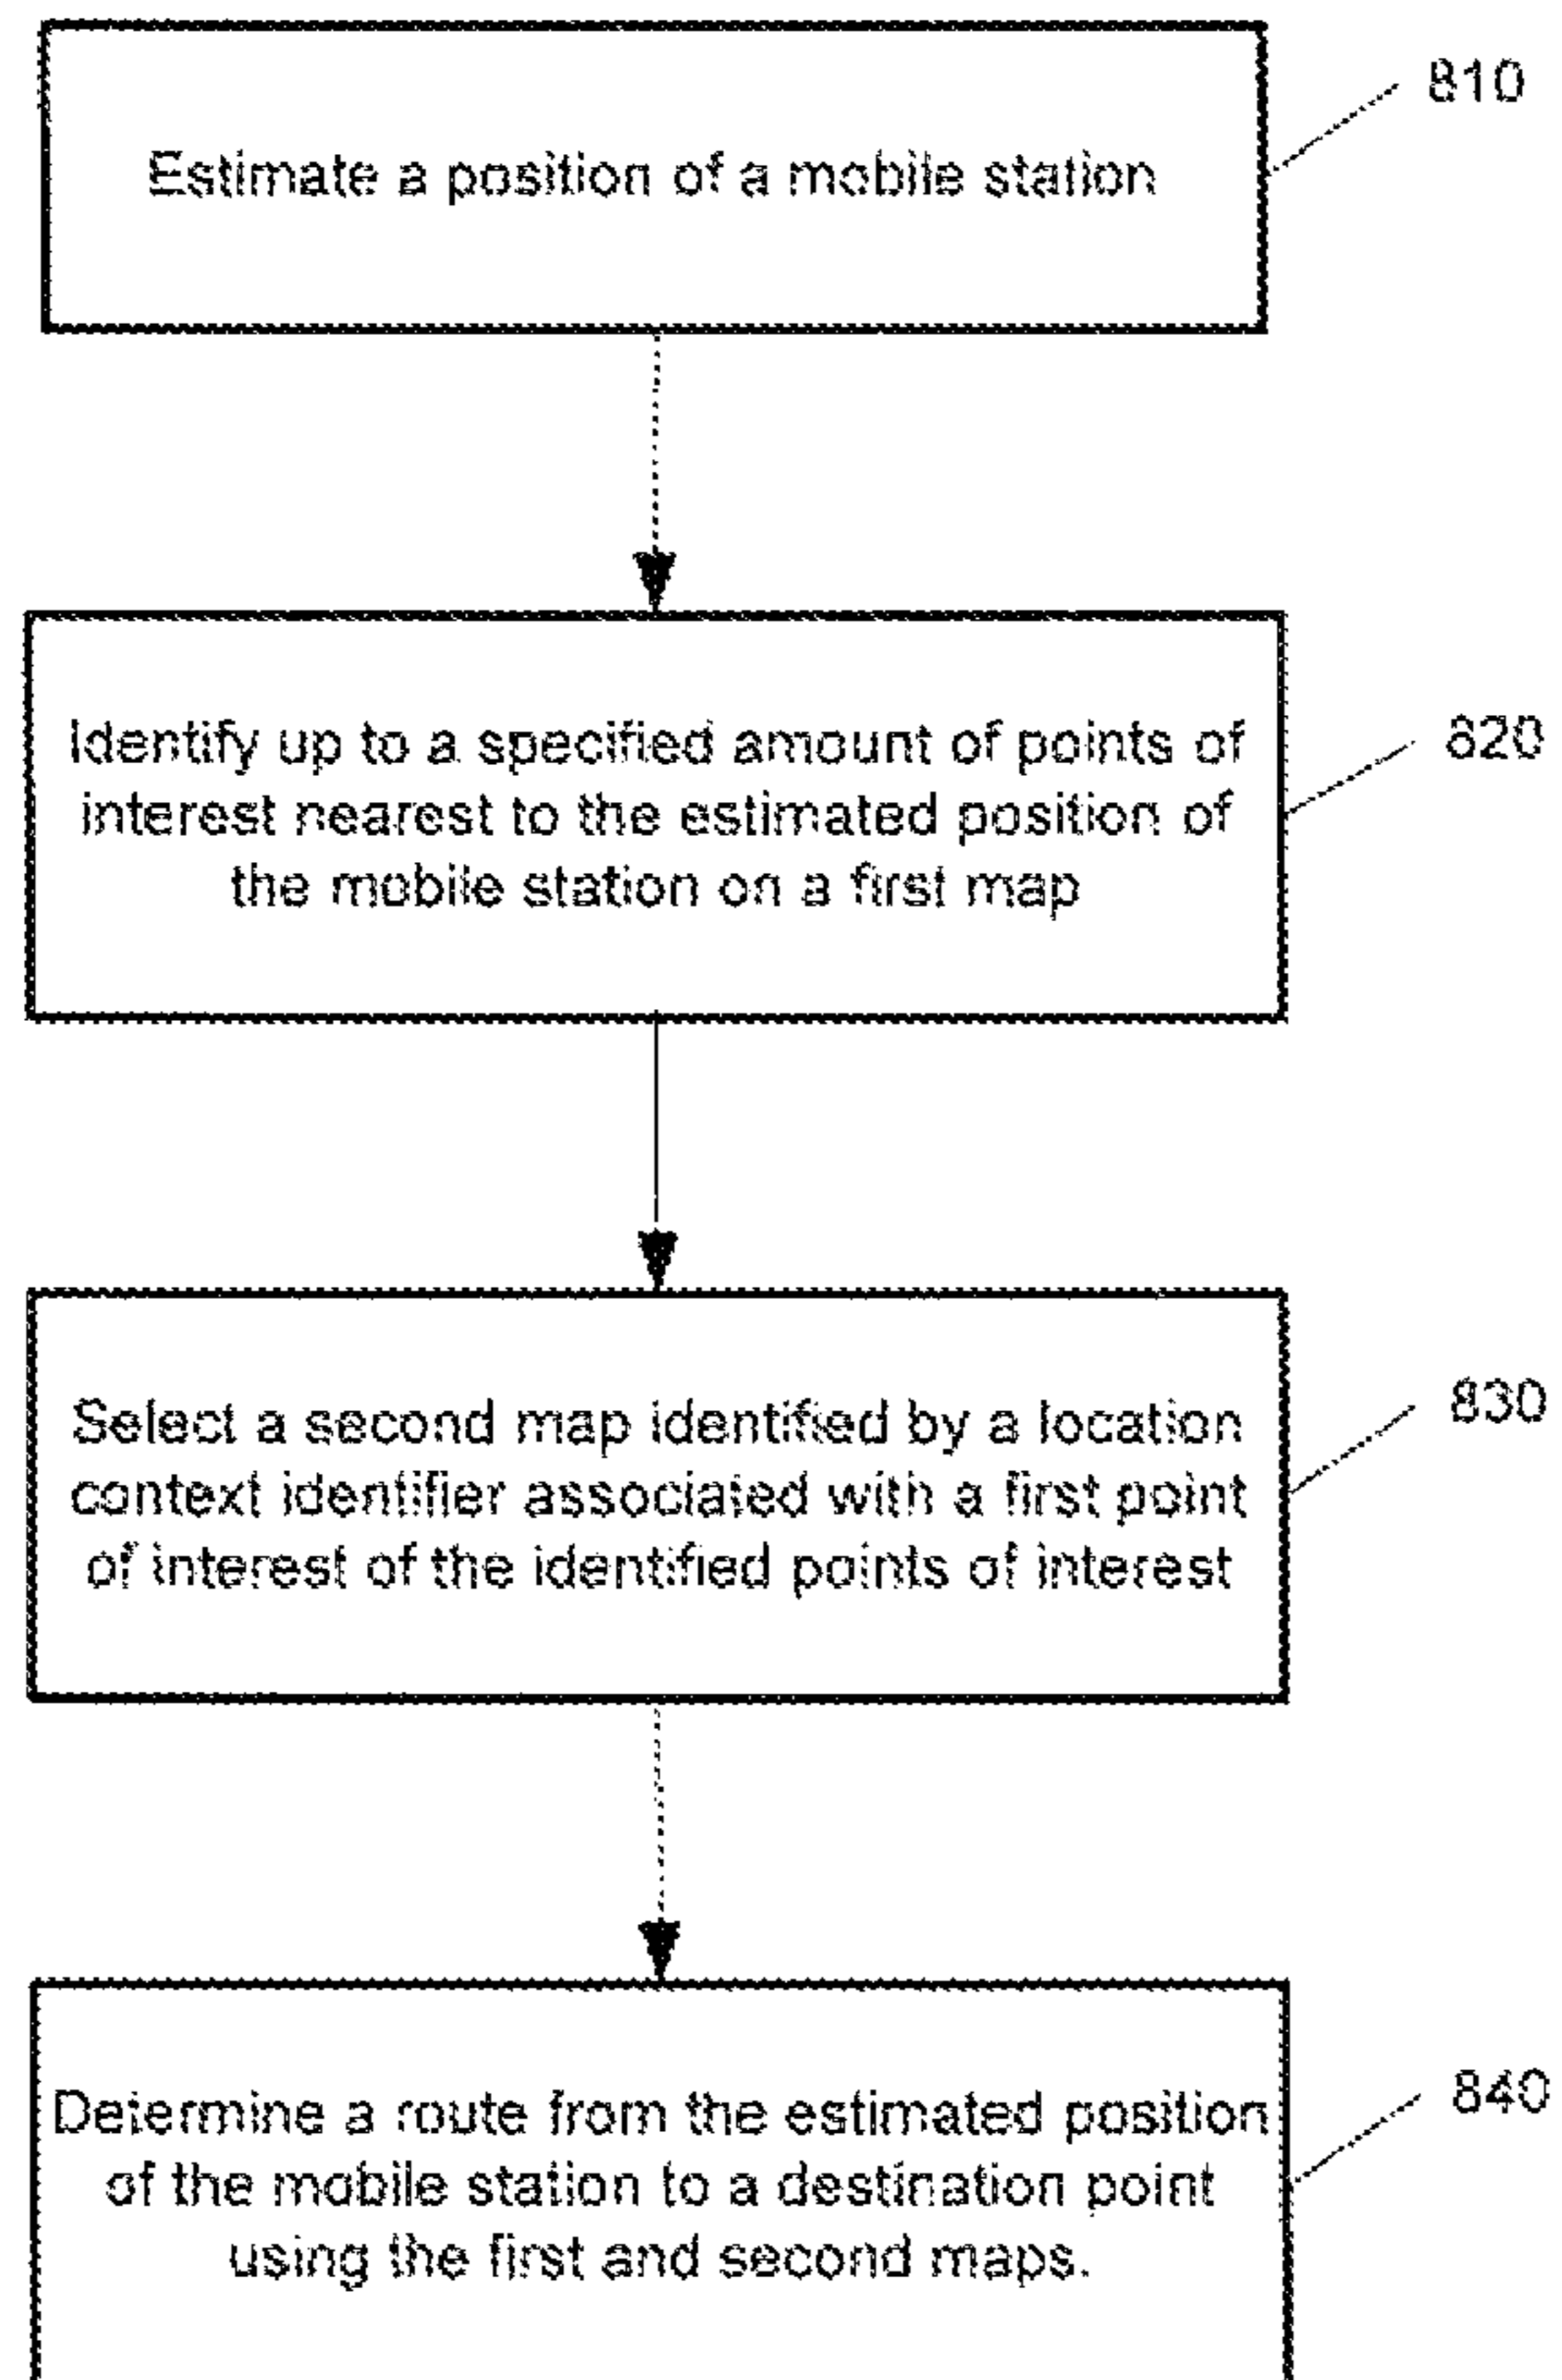 810
Estimate a position of a mobile station
820
Identify up to a specified amount of points of
interest nearest to the estimated position of
the mobile station on a first map
830
Select a second map identified by a location
context identifier associated with a first point
of interest of the identified points of interest
840
Determine a route from the estimated position
of the mobile station to a destination point
using the first and second maps.